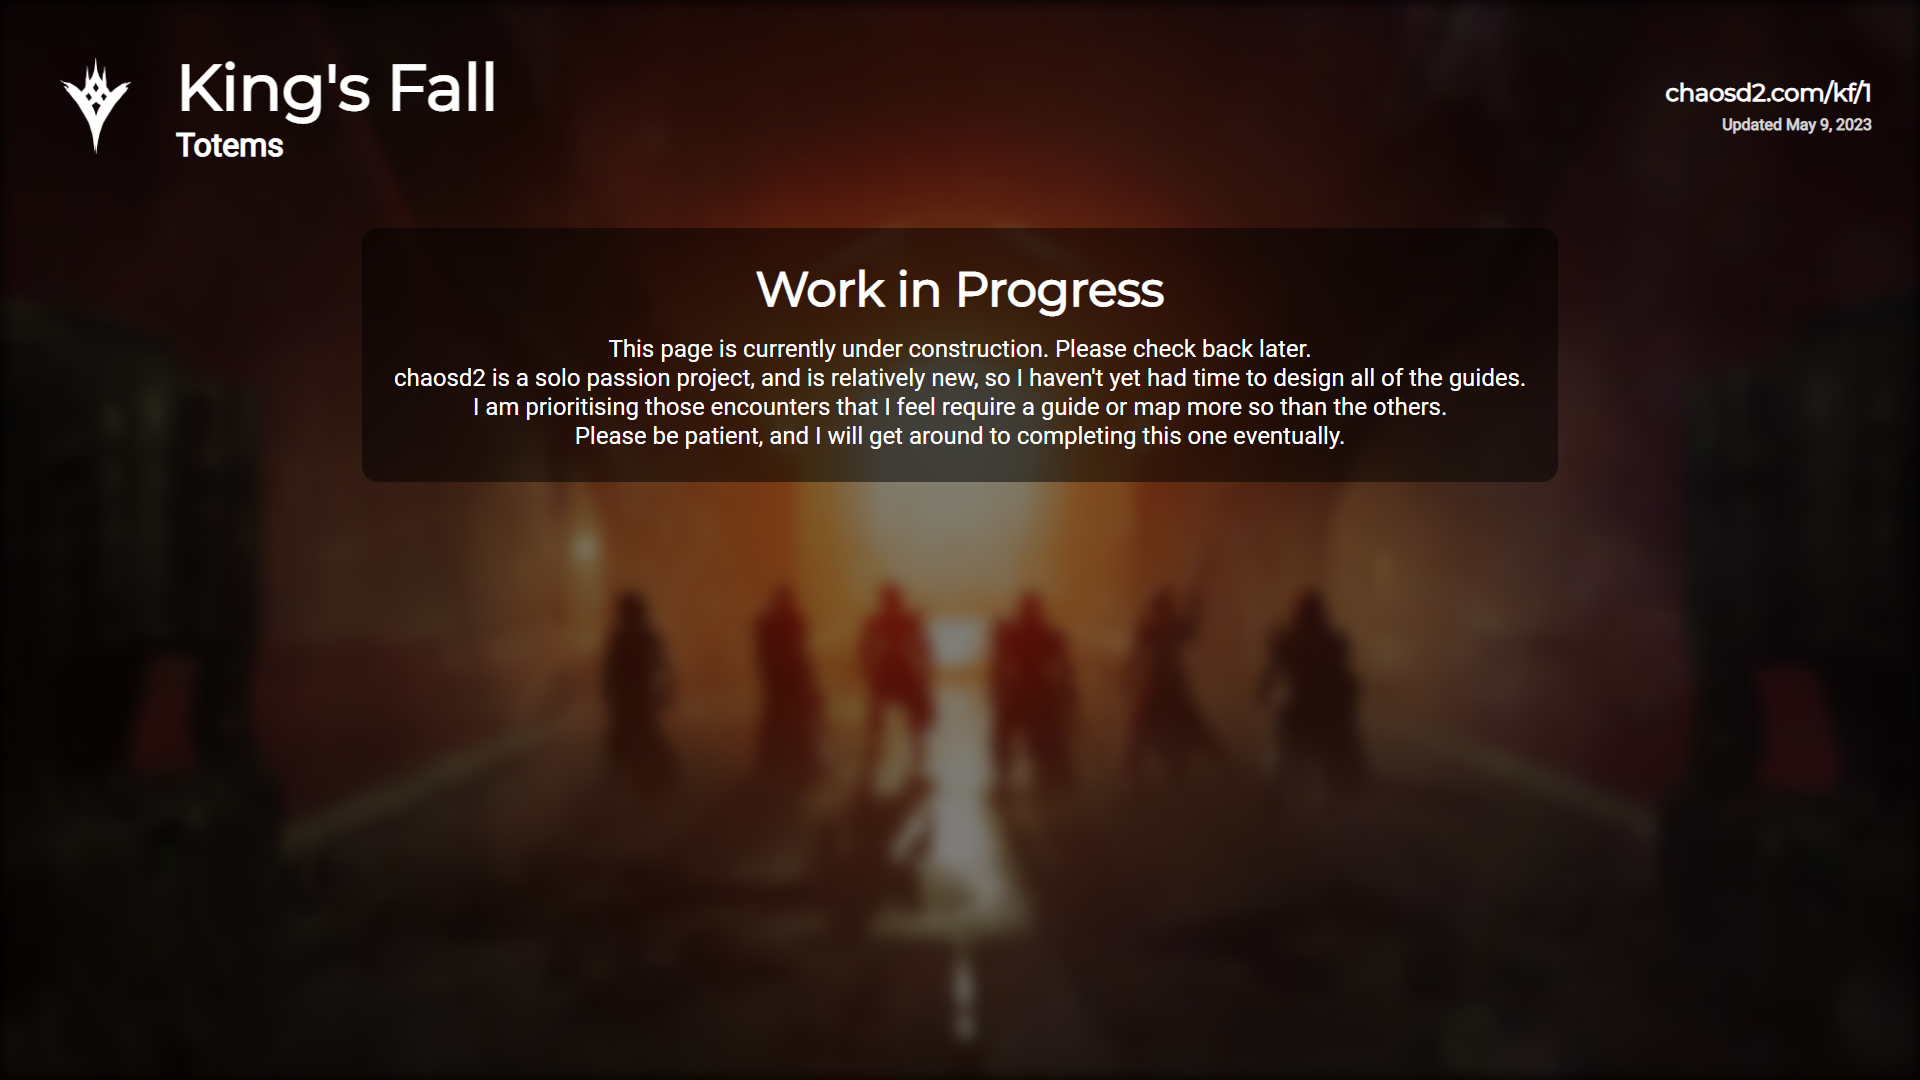 King's Fall
Totems
chaosd2.com/kf/1
Updated May 9, 2023
Work in Progress
This page is currently under construction. Please check back later.
chaosd2 is a solo passion project, and is relatively new, so I haven't yet had time to design all of the guides.
I am prioritising those encounters that I feel require a guide or map more so than the others.
Please be patient, and I will get around to completing this one eventually.